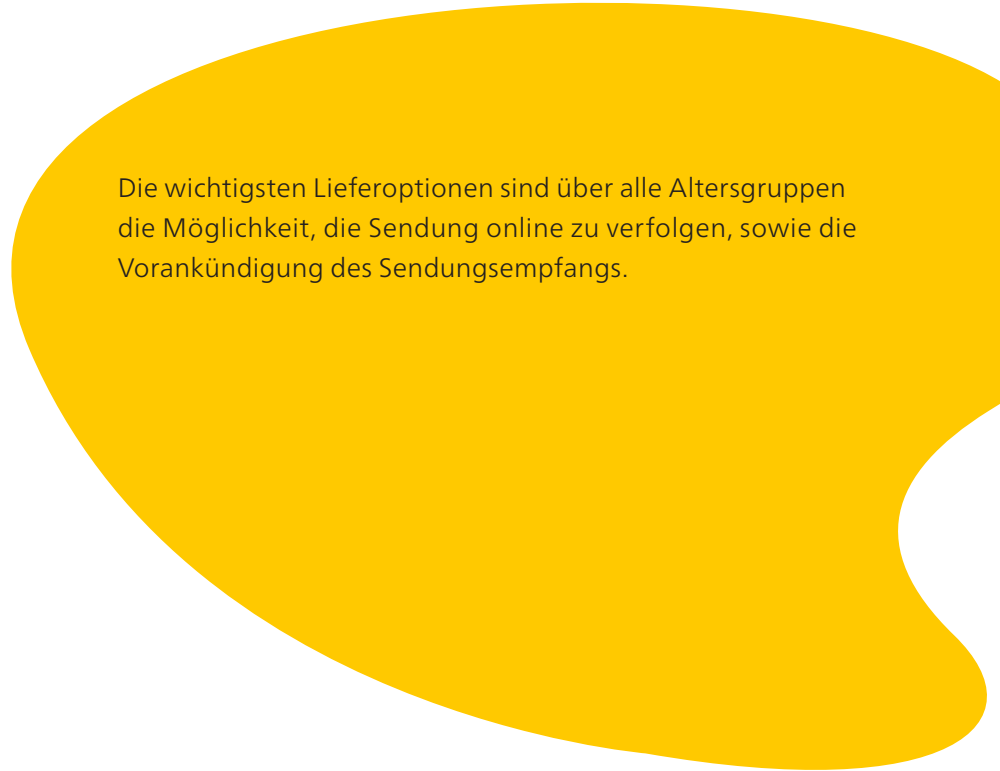 Die wichtigsten Lieferoptionen sind über alle Altersgruppen
die Möglichkeit, die Sendung online zu verfolgen, sowie die
Vorankündigung des Sendungsempfangs.